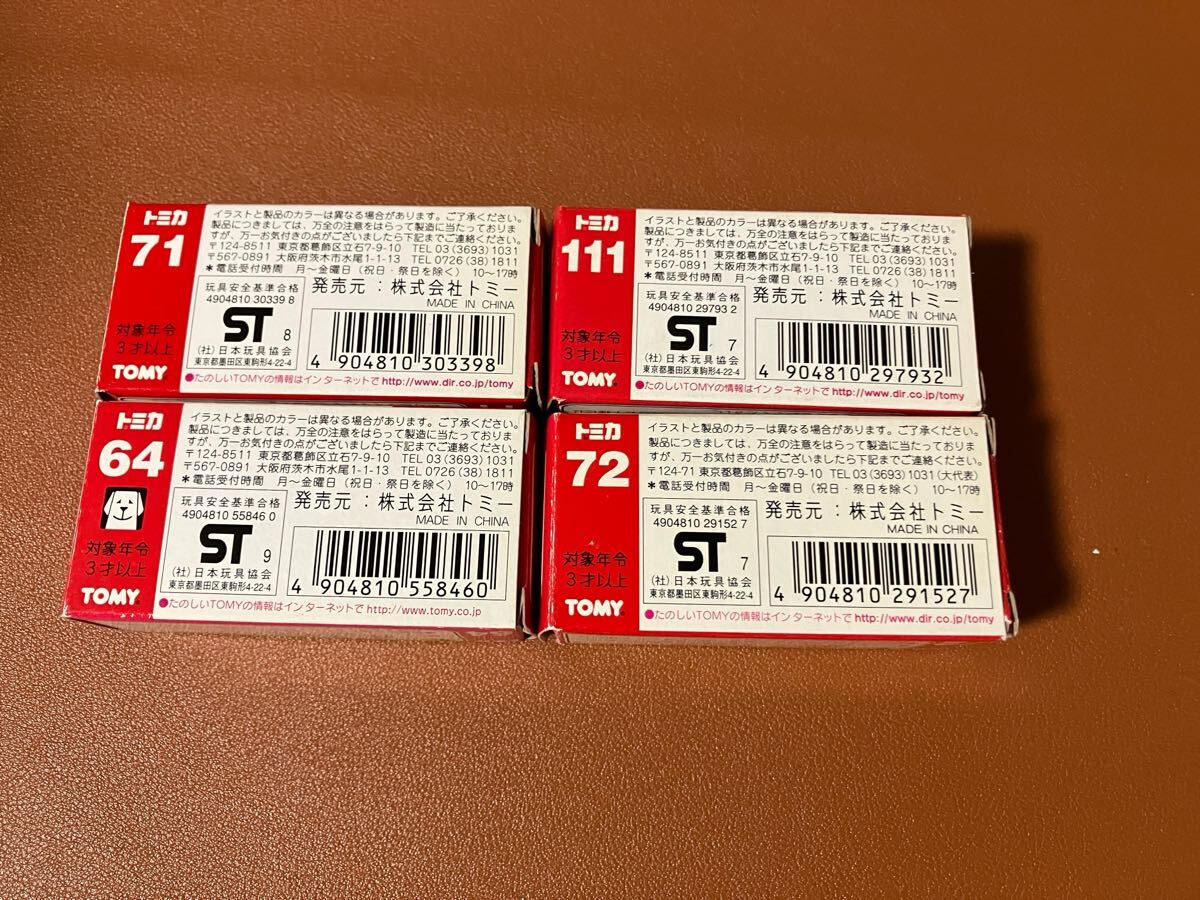 トミカ
71
対象年令
3才以上
TOMY
イラストと製品のカラーは異なる場合があります。ご了承ください。
製品につきましては、万全の注意をはらって製造に当たっておりま
すが、万一お気付きの点がございましたら下記までご連絡ください。
〒124-8511 東京都葛飾区立石7-9-10 TEL 03(3693)1031
〒567-0891 大阪府茨木市水尾1-1-13 TEL 0726(38)1811
＊電話受付時間 月〜金曜日（祝日・祭日を除く） 10〜17時
玩具安全基準合格
4904810 30339 8
ST 8
(社)日本玩具協会
東京都墨田区東駒形4-22-4
発売元：株式会社トミー
MADE IN CHINA
4 904810 303398
●たのしいTOMYの情報はインターネットで http://www.dir.co.jp/tomy
トミカ
111
対象年令
3才以上
TOMY
イラストと製品のカラーは異なる場合があります。ご了承ください。
製品につきましては、万全の注意をはらって製造に当たっておりま
すが、万一お気付きの点がございましたら下記までご連絡ください。
〒124-8511 東京都葛飾区立石7-9-10 TEL 03(3693)1031
〒567-0891 大阪府茨木市水尾1-1-13 TEL 0726(38)1811
＊電話受付時間 月〜金曜日（祝日・祭日を除く） 10〜17時
玩具安全基準合格
4904810 29793 2
ST 7
(社)日本玩具協会
東京都墨田区東駒形4-22-4
発売元：株式会社トミー
MADE IN CHINA
4 904810 297932
●たのしいTOMYの情報はインターネットで http://www.dir.co.jp/tomy
トミカ
64
対象年令
3才以上
TOMY
イラストと製品のカラーは異なる場合があります。ご了承ください。
製品につきましては、万全の注意をはらって製造に当たっておりま
すが、万一お気付きの点がございましたら下記までご連絡ください。
〒124-8511 東京都葛飾区立石7-9-10 TEL 03(3693)1031
〒567-0891 大阪府茨木市水尾1-1-13 TEL 0726(38)1811
＊電話受付時間 月〜金曜日（祝日・祭日を除く） 10〜17時
玩具安全基準合格
4904810 55846 0
ST 9
(社)日本玩具協会
東京都墨田区東駒形4-22-4
発売元：株式会社トミー
MADE IN CHINA
4 904810 558460
●たのしいTOMYの情報はインターネットで http://www.tomy.co.jp
トミカ
72
対象年令
3才以上
TOMY
イラストと製品のカラーは異なる場合があります。ご了承ください。
製品につきましては、万全の注意をはらって製造に当たっておりま
すが、万一お気付きの点がございましたら下記までご連絡ください。
〒124-71 東京都葛飾区立石7-9-10 TEL 03(3693)1031(大代表)
＊電話受付時間 月〜金曜日（祝日・祭日を除く） 10〜17時
玩具安全基準合格
4904810 29152 7
ST 7
(社)日本玩具協会
東京都墨田区東駒形4-22-4
発売元：株式会社トミー
MADE IN CHINA
4 904810 291527
●たのしいTOMYの情報はインターネットで http://www.dir.co.jp/tomy